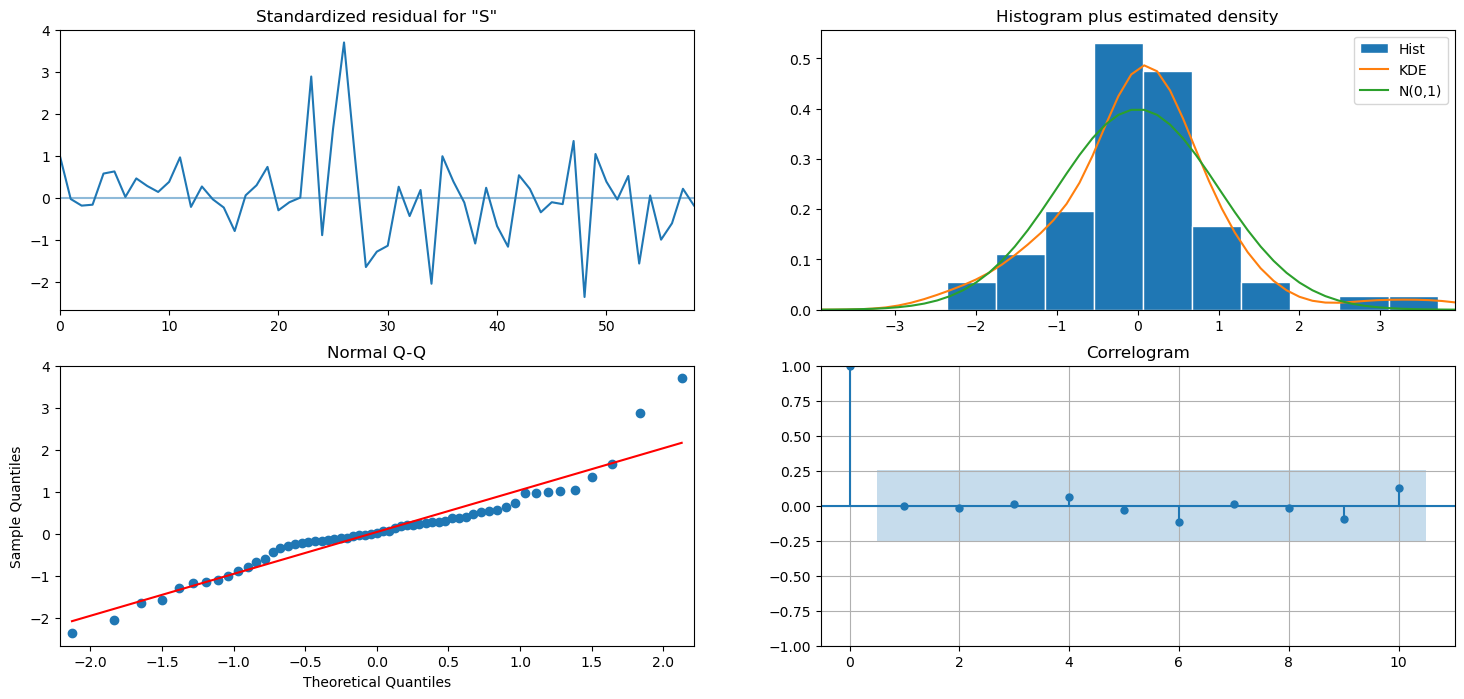 Standardized residual for "S"
4
3
2
1
0
−1
−2
0 10 20 30 40 50
Histogram plus estimated density
Hist
KDE
N(0,1)
0.5
0.4
0.3
0.2
0.1
0.0
−3 −2 −1 0 1 2 3
Normal Q-Q
Sample Quantiles
4
3
2
1
0
−1
−2
−2.0 −1.5 −1.0 −0.5 0.0 0.5 1.0 1.5 2.0
Theoretical Quantiles
Correlogram
1.00
0.75
0.50
0.25
0.00
−0.25
−0.50
−0.75
−1.00
0 2 4 6 8 10